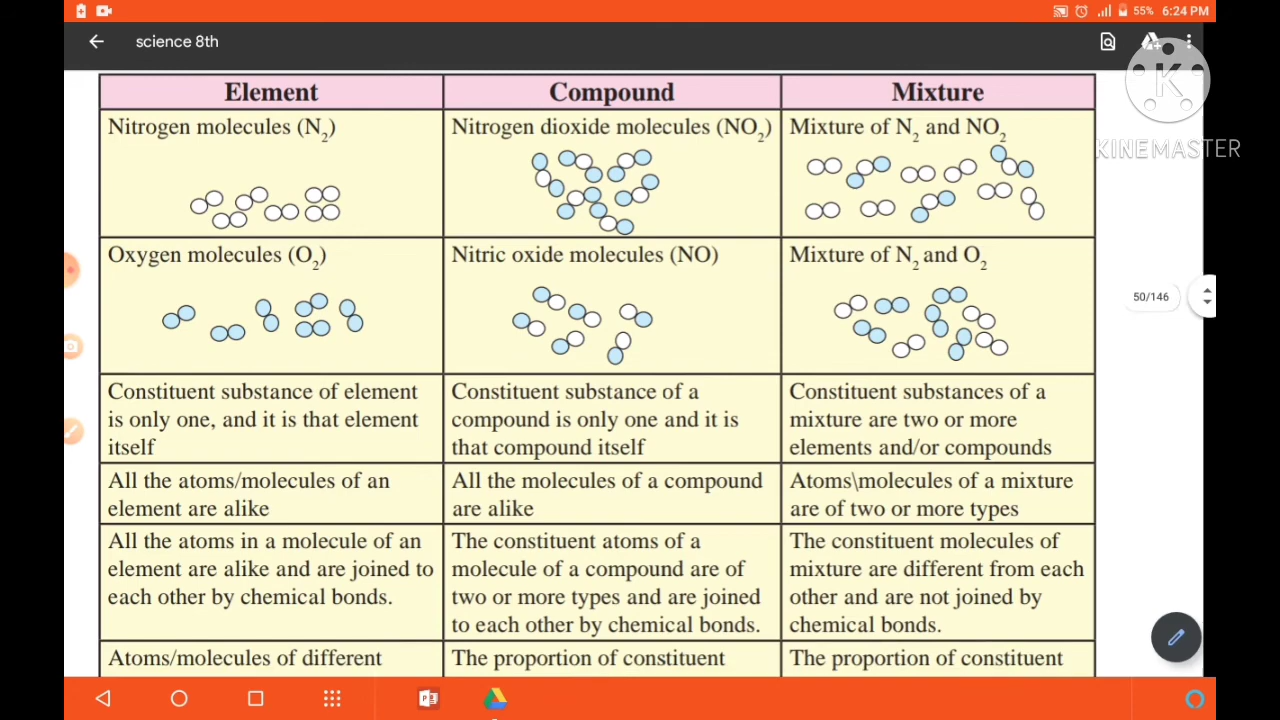 55% 6:24 PM
science 8th
K
KINEMASTER
50/146
Element
Compound
Mixture
Nitrogen molecules (N2)
Nitrogen dioxide molecules (NO2)
Mixture of N2 and NO2
Oxygen molecules (O2)
Nitric oxide molecules (NO)
Mixture of N2 and O2
Constituent substance of element
is only one, and it is that element
itself
Constituent substance of a
compound is only one and it is
that compound itself
Constituent substances of a
mixture are two or more
elements and/or compounds
All the atoms/molecules of an
element are alike
All the molecules of a compound
are alike
Atoms\molecules of a mixture
are of two or more types
All the atoms in a molecule of an
element are alike and are joined to
each other by chemical bonds.
The constituent atoms of a
molecule of a compound are of
two or more types and are joined
to each other by chemical bonds.
The constituent molecules of
mixture are different from each
other and are not joined by
chemical bonds.
Atoms/molecules of different
The proportion of constituent
The proportion of constituent